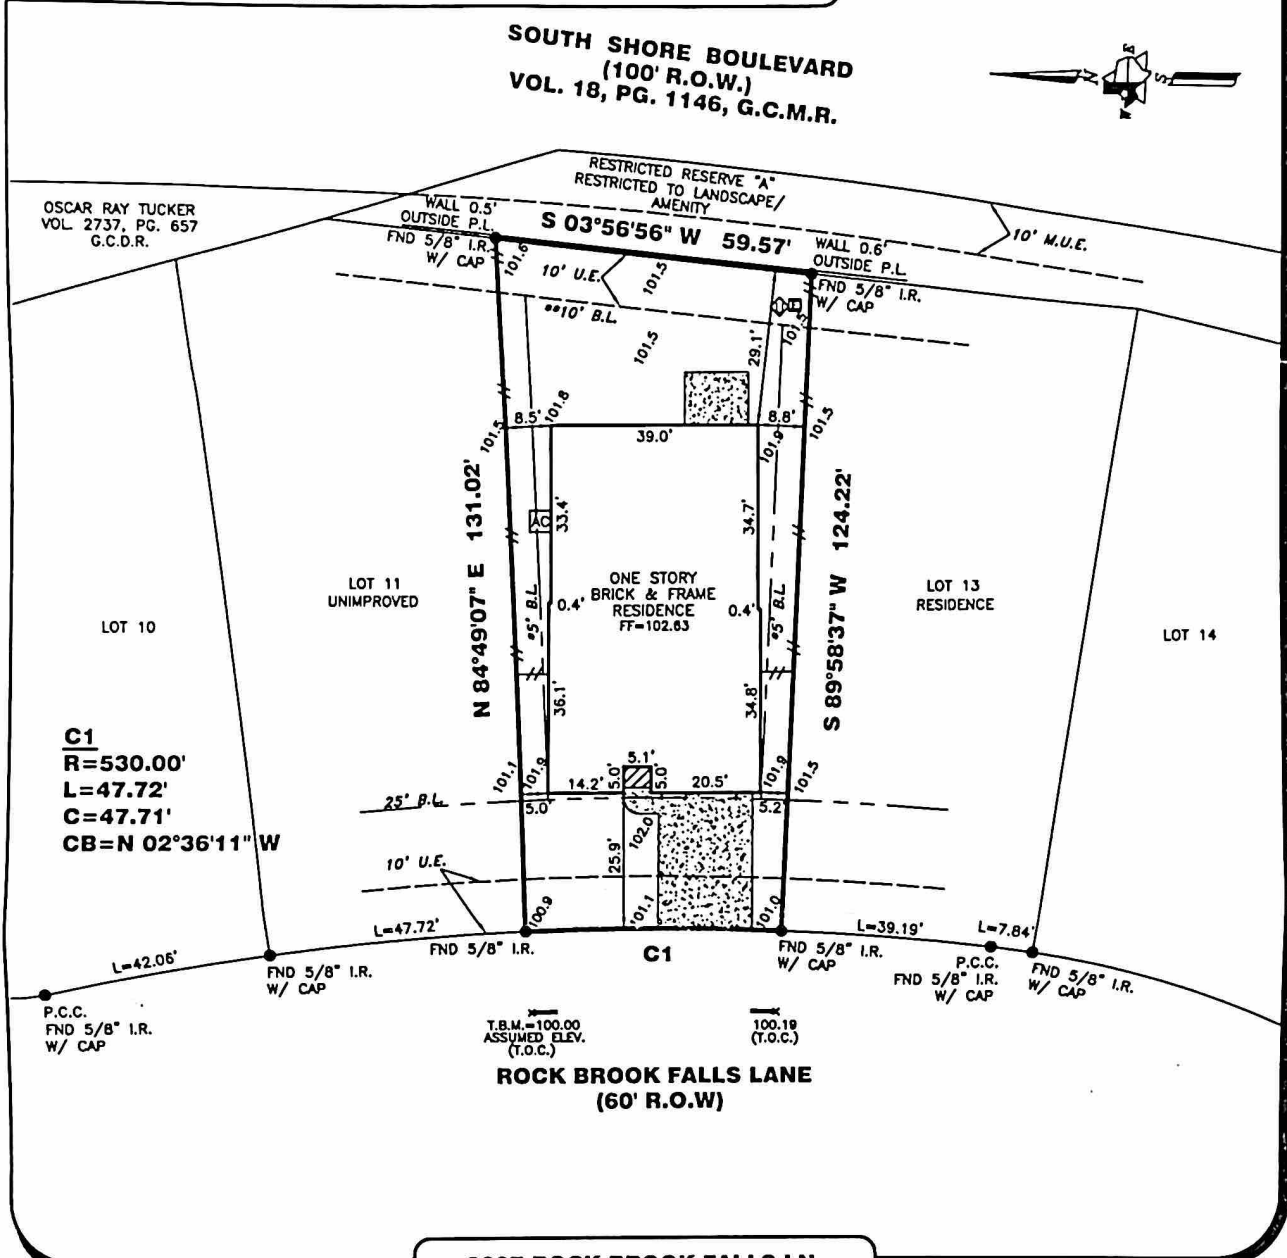 SOUTH SHORE BOULEVARD
(100' R.O.W.)
VOL. 18, PG. 1146, G.C.M.R.
N
E
S
W
RESTRICTED RESERVE "A"
RESTRICTED TO LANDSCAPE/
AMENITY
OSCAR RAY TUCKER
VOL. 2737, PG. 657
G.C.D.R.
WALL 0.5'
OUTSIDE P.L.
FND 5/8" I.R.
W/ CAP
S 03°56'56" W 59.57'
WALL 0.6'
OUTSIDE P.L.
FND 5/8" I.R.
W/ CAP
10' M.U.E.
101.6
10' U.E.
101.5
**10' B.L.
101.5
101.5
29.1'
E
8.5'
101.8
101.5
39.0'
8.8'
101.9
101.5
N 84°49'07" E 131.02'
AC
33.4'
34.7'
S 89°58'37" W 124.22'
ONE STORY
BRICK & FRAME
RESIDENCE
FF=102.63
0.4'
0.4'
*5' B.L.
*5' B.L.
LOT 10
LOT 11
UNIMPROVED
LOT 13
RESIDENCE
LOT 14
36.1'
34.8'
C1
R=530.00'
L=47.72'
C=47.71'
CB=N 02°36'11" W
101.1
101.9
14.2'
5.1'
5.0'
5.0'
20.5'
101.9
101.5
25' B.L.
5.0'
5.2'
102.0
25.9'
10' U.E.
100.9
101.1
101.0
L=42.06'
L=47.72'
FND 5/8" I.R.
C1
L=39.19'
L=7.84'
FND 5/8" I.R.
W/ CAP
FND 5/8" I.R.
W/ CAP
P.C.C.
FND 5/8" I.R.
W/ CAP
FND 5/8" I.R.
W/ CAP
P.C.C.
FND 5/8" I.R.
W/ CAP
T.B.M.=100.00
ASSUMED ELEV.
(T.O.C.)
100.19
(T.O.C.)
ROCK BROOK FALLS LANE
(60' R.O.W)
ROCK BROOK FALLS LN